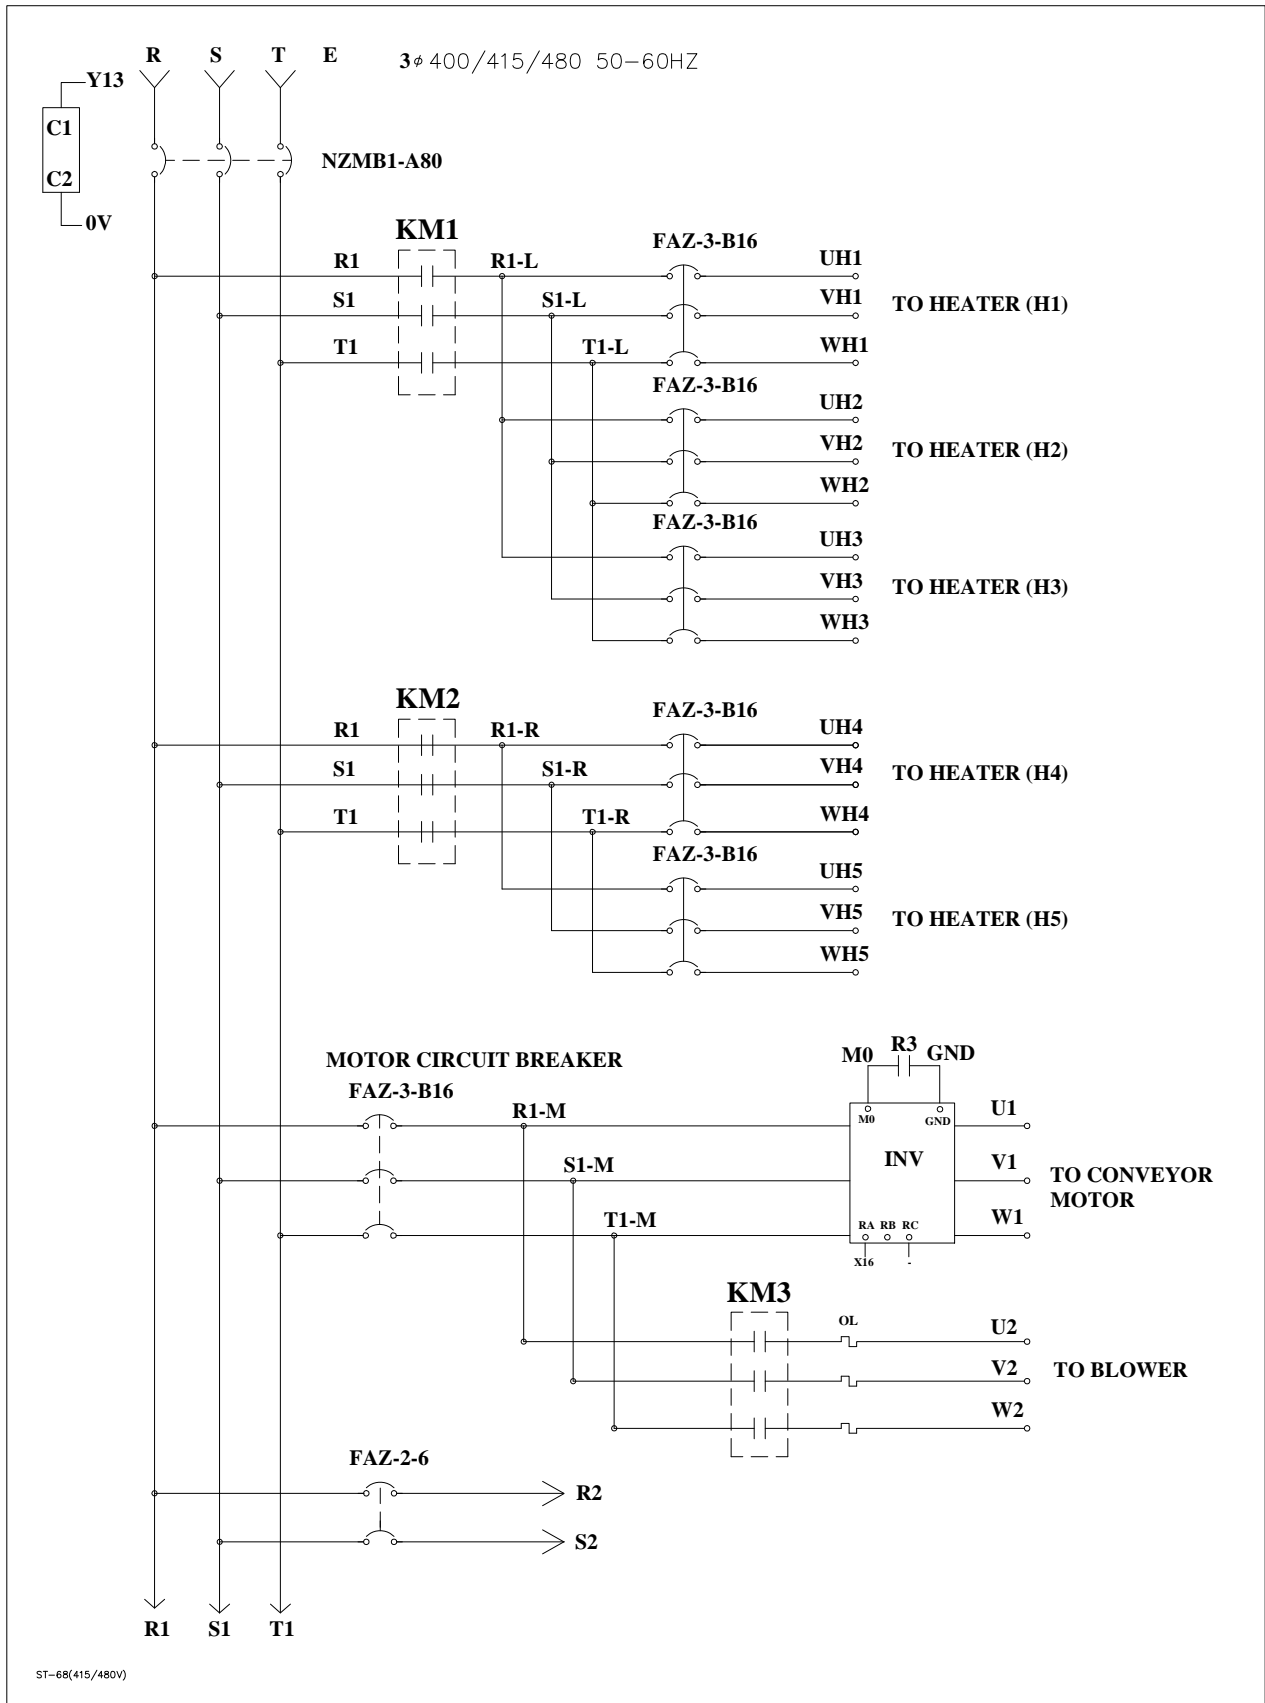 R S T E 3ø 400/415/480 50-60HZ
Y13
C1
NZMB1-A80
C2
0V
KM1
FAZ-3-B16
R1 R1-L UH1
S1 S1-L VH1 TO HEATER (H1)
T1 T1-L WH1
FAZ-3-B16
UH2
VH2 TO HEATER (H2)
WH2
FAZ-3-B16
UH3
VH3 TO HEATER (H3)
WH3
KM2
FAZ-3-B16
R1 R1-R UH4
S1 S1-R VH4 TO HEATER (H4)
T1 T1-R WH4
FAZ-3-B16
UH5
VH5 TO HEATER (H5)
WH5
M0 R3 GND
MOTOR CIRCUIT BREAKER
FAZ-3-B16
R1-M U1
M0 GND
S1-M INV V1
TO CONVEYOR
MOTOR
T1-M W1
RA RB RC
X16 -
KM3
OL U2
V2 TO BLOWER
W2
FAZ-2-6
R2
S2
R1 S1 T1
ST-68(415/480V)